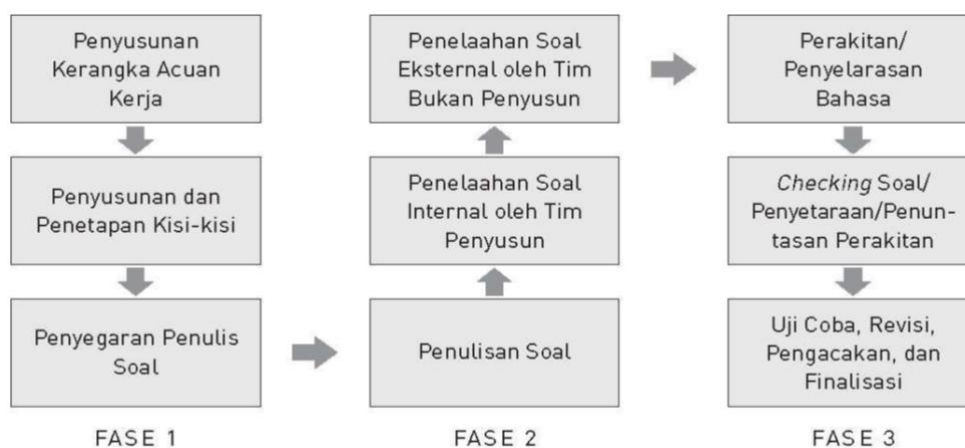 Penyusunan
Kerangka Acuan
Kerja
Penyusunan dan
Penetapan Kisi-kisi
Penyegaran Penulis
Soal
FASE 1
Penelaahan Soal
Eksternal oleh Tim
Bukan Penyusun
Penelaahan Soal
Internal oleh Tim
Penyusun
Penulisan Soal
FASE 2
Perakitan/
Penyelarasan
Bahasa
Checking Soal/
Penyetaraan/Penun-
tasan Perakitan
Uji Coba, Revisi,
Pengacakan, dan
Finalisasi
FASE 3